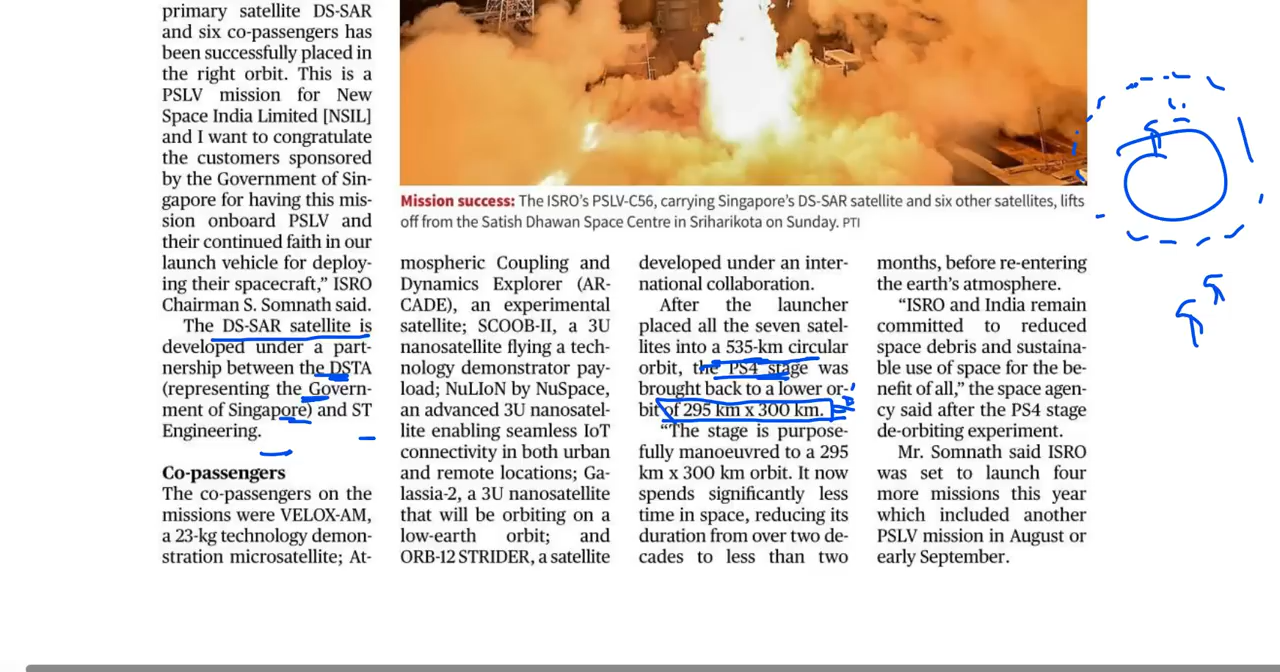 primary satellite DS-SAR
and six co-passengers has
been successfully placed in
the right orbit. This is a
PSLV mission for New
Space India Limited [NSIL]
and I want to congratulate
the customers sponsored
by the Government of Sin-
gapore for having this mis-
sion onboard PSLV and
their continued faith in our
launch vehicle for deploy-
ing their spacecraft,” ISRO
Chairman S. Somnath said.
The DS-SAR satellite is
developed under a part-
nership between the DSTA
(representing the Govern-
ment of Singapore) and ST
Engineering.
Co-passengers
The co-passengers on the
missions were VELOX-AM,
a 23-kg technology demon-
stration microsatellite; At-
Mission success: The ISRO's PSLV-C56, carrying Singapore's DS-SAR satellite and six other satellites, lifts
off from the Satish Dhawan Space Centre in Sriharikota on Sunday. PTI
mospheric Coupling and
Dynamics Explorer (AR-
CADE), an experimental
satellite; SCOOB-II, a 3U
nanosatellite flying a tech-
nology demonstrator pay-
load; NuLIoN by NuSpace,
an advanced 3U nanosatel-
lite enabling seamless IoT
connectivity in both urban
and remote locations; Ga-
lassia-2, a 3U nanosatellite
that will be orbiting on a
low-earth orbit; and
ORB-12 STRIDER, a satellite
developed under an inter-
national collaboration.
After the launcher
placed all the seven satel-
lites into a 535-km circular
orbit, the PS4 stage was
brought back to a lower or-
bit of 295 km x 300 km.
“The stage is purpose-
fully manoeuvred to a 295
km x 300 km orbit. It now
spends significantly less
time in space, reducing its
duration from over two de-
cades to less than two
months, before re-entering
the earth's atmosphere.
“ISRO and India remain
committed to reduced
space debris and sustaina-
ble use of space for the be-
nefit of all,” the space agen-
cy said after the PS4 stage
de-orbiting experiment.
Mr. Somnath said ISRO
was set to launch four
more missions this year
which included another
PSLV mission in August or
early September.